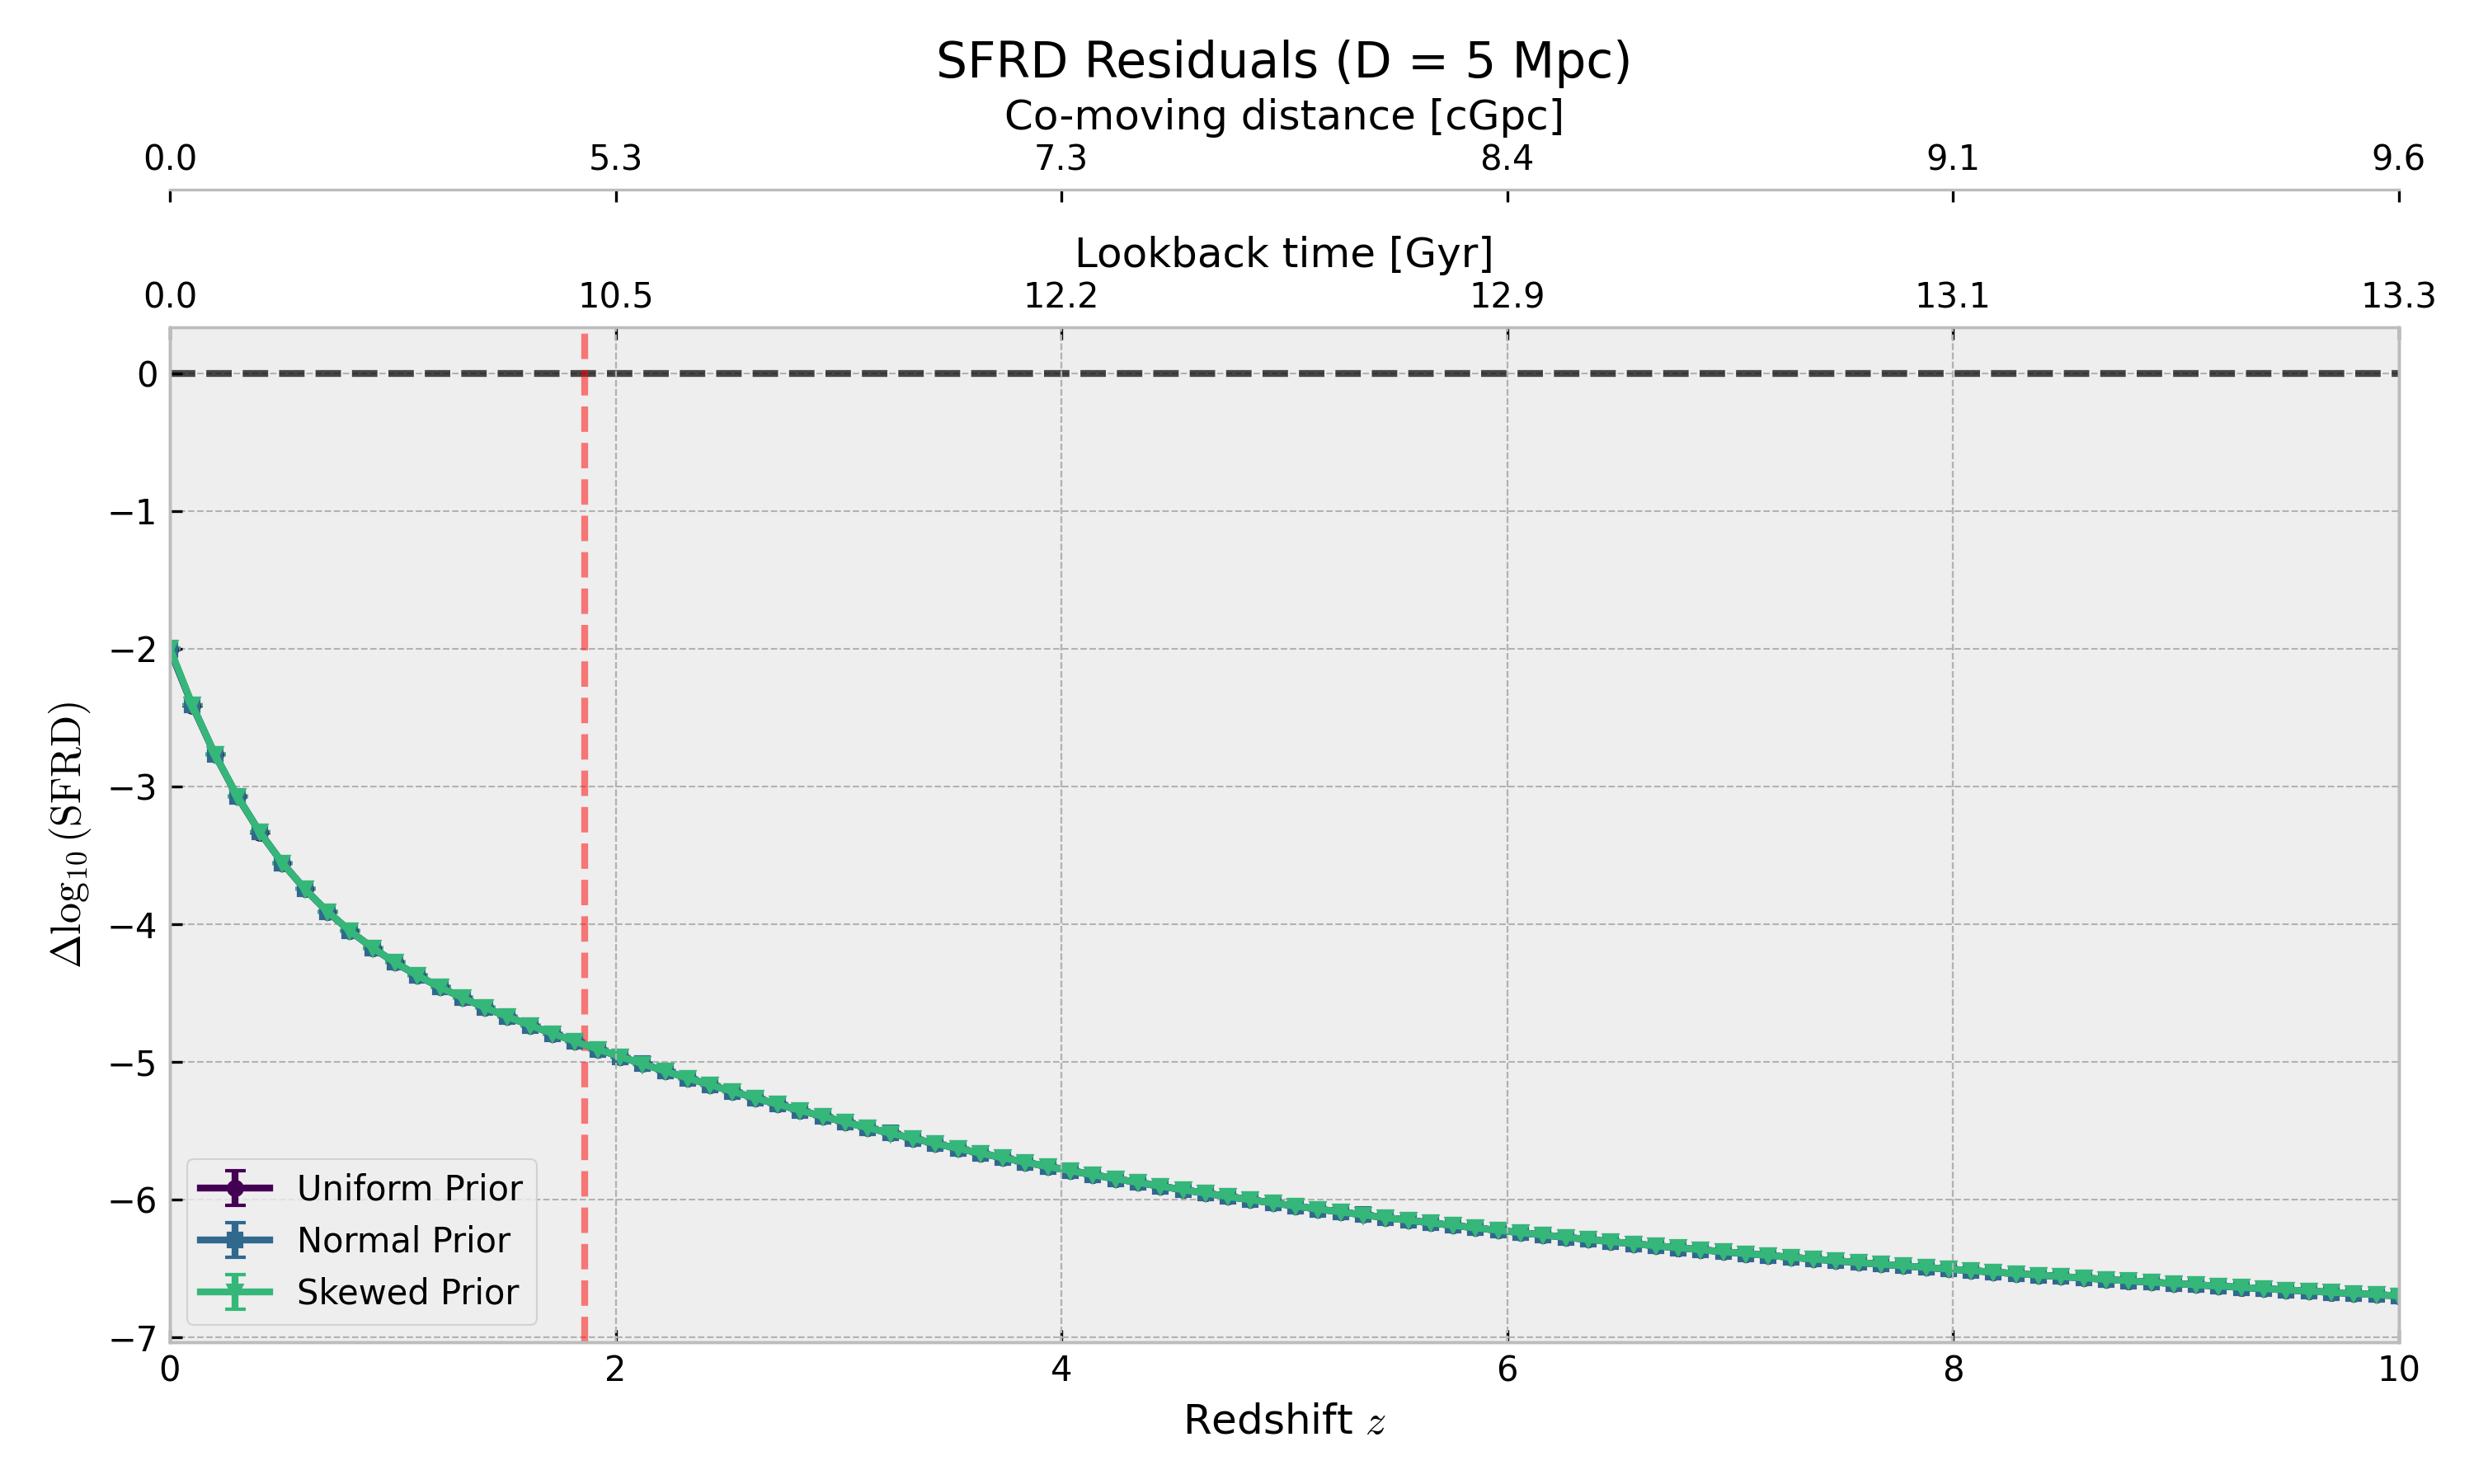 SFRD Residuals (D = 5 Mpc)
Co-moving distance [cGpc]
0.0 5.3 7.3 8.4 9.1 9.6
Lookback time [Gyr]
0.0 10.5 12.2 12.9 13.1 13.3
0
−1
−2
−3
−4
−5
−6
−7
Δlog₁₀(SFRD)
Uniform Prior
Normal Prior
Skewed Prior
0 2 4 6 8 10
Redshift z